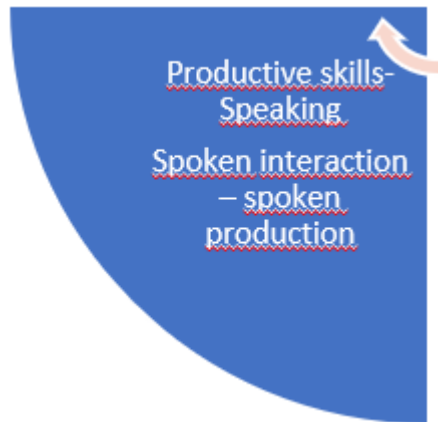 Productive skills-
Speaking
Spoken interaction
– spoken
production